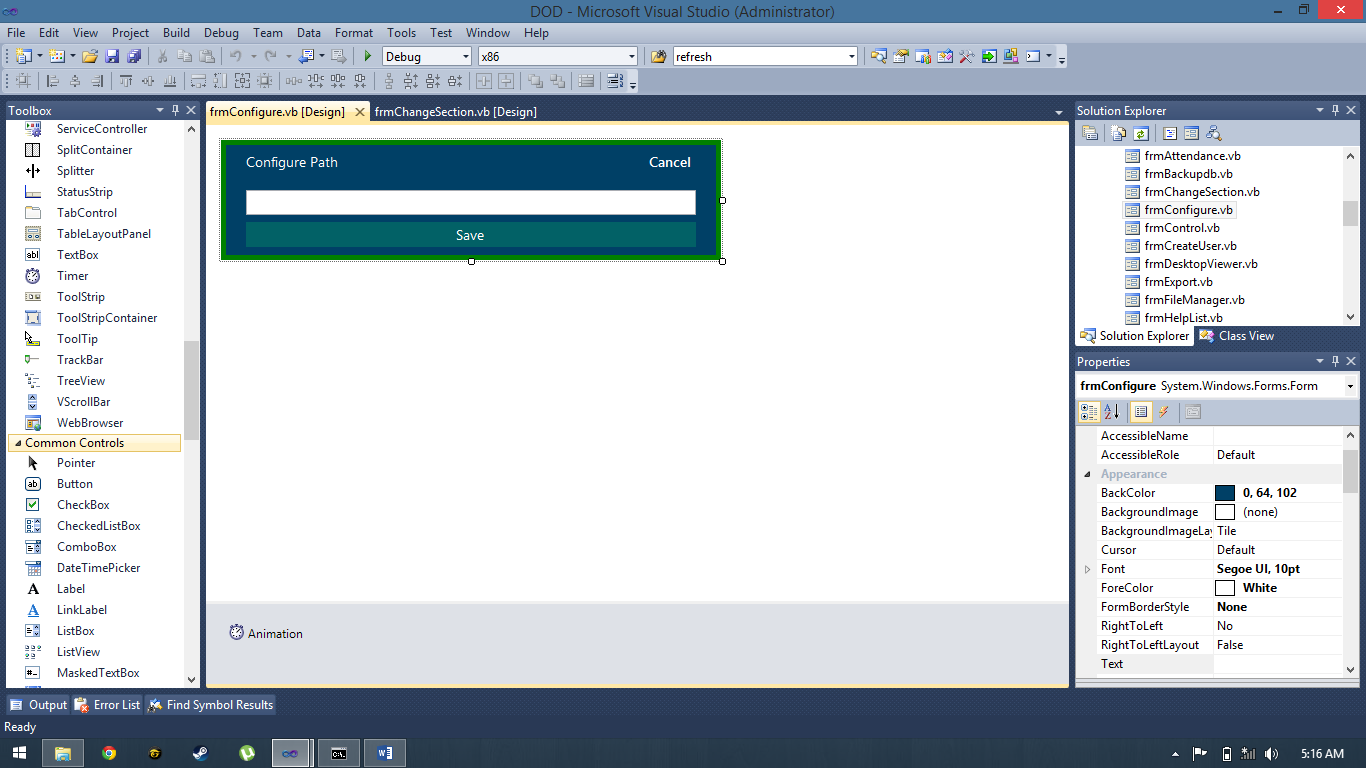 DOD - Microsoft Visual Studio (Administrator)
File Edit View Project Build Debug Team Data Format Tools Test Window Help
Debug x86 refresh
Toolbox
ServiceController
SplitContainer
Splitter
StatusStrip
TabControl
TableLayoutPanel
TextBox
Timer
ToolStrip
ToolStripContainer
ToolTip
TrackBar
TreeView
VScrollBar
WebBrowser
Common Controls
Pointer
Button
CheckBox
CheckedListBox
ComboBox
DateTimePicker
Label
LinkLabel
ListBox
ListView
MaskedTextBox
frmConfigure.vb [Design] frmChangeSection.vb [Design]
Configure Path Cancel
Save
Animation
Solution Explorer
frmAttendance.vb
frmBackupdb.vb
frmChangeSection.vb
frmConfigure.vb
frmControl.vb
frmCreateUser.vb
frmDesktopViewer.vb
frmExport.vb
frmFileManager.vb
frmHelpList.vb
Solution Explorer Class View
Properties
frmConfigure System.Windows.Forms.Form
AccessibleName
AccessibleRole Default
Appearance
BackColor 0, 64, 102
BackgroundImage (none)
BackgroundImageLay Tile
Cursor Default
Font Segoe UI, 10pt
ForeColor White
FormBorderStyle None
RightToLeft No
RightToLeftLayout False
Text
Output Error List Find Symbol Results
Ready
5:16 AM